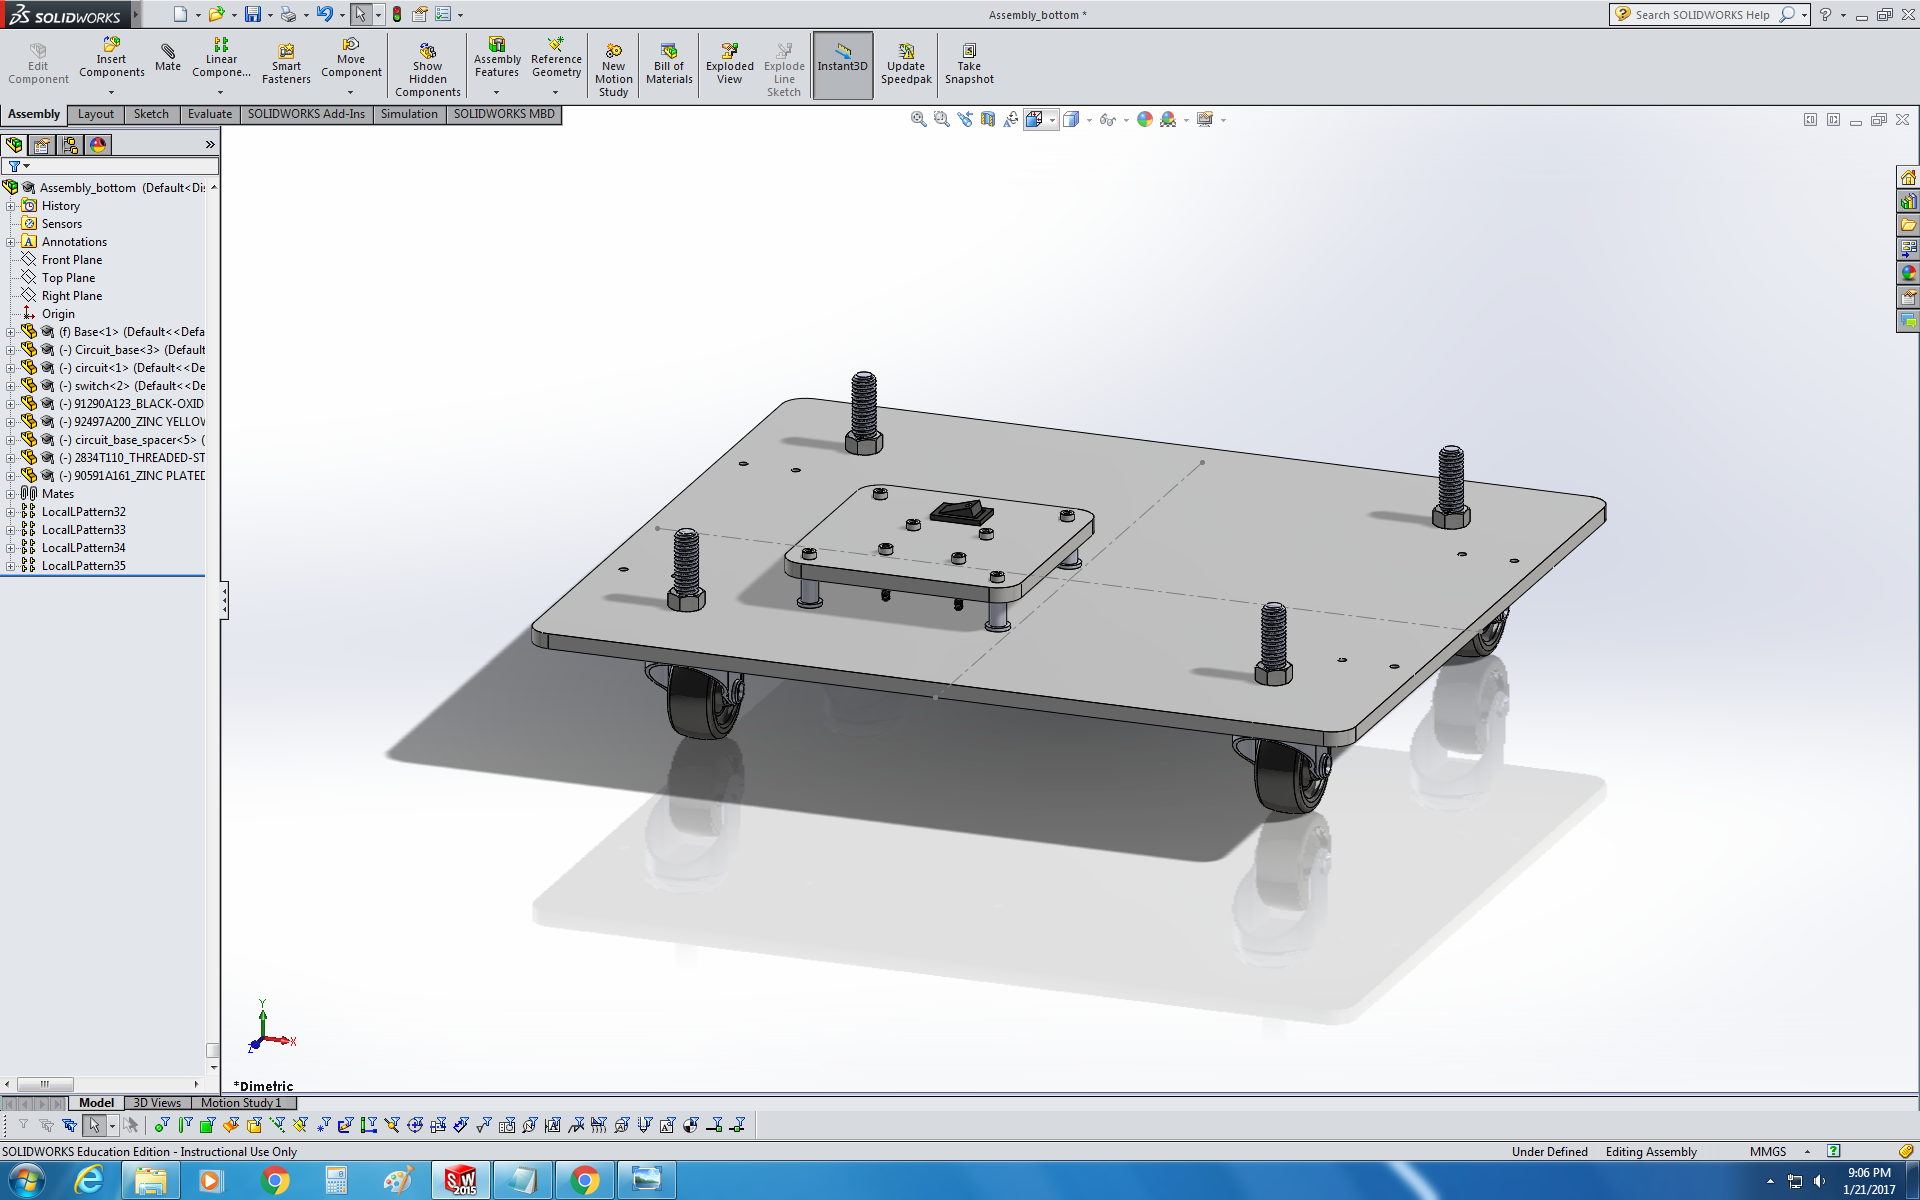 SOLIDWORKS
Assembly_bottom *
Search SOLIDWORKS Help
Edit Component
Insert Components
Mate
Linear Compone...
Smart Fasteners
Move Component
Show Hidden Components
Assembly Features
Reference Geometry
New Motion Study
Bill of Materials
Exploded View
Explode Line Sketch
Instant3D
Update Speedpak
Take Snapshot
Assembly
Layout
Sketch
Evaluate
SOLIDWORKS Add-Ins
Simulation
SOLIDWORKS MBD
Assembly_bottom (Default<Di
History
Sensors
Annotations
Front Plane
Top Plane
Right Plane
Origin
(f) Base<1> (Default<<Defa
(-) Circuit_base<3> (Default
(-) circuit<1> (Default<<De
(-) switch<2> (Default<<De
(-) 91290A123_BLACK-OXID
(-) 92497A200_ZINC YELLOW
(-) circuit_base_spacer<5> (
(-) 2834T110_THREADED-ST
(-) 90591A161_ZINC PLATED
Mates
LocalLPattern32
LocalLPattern33
LocalLPattern34
LocalLPattern35
Y
X
Z
*Dimetric
Model
3D Views
Motion Study 1
SOLIDWORKS Education Edition - Instructional Use Only
Under Defined
Editing Assembly
MMGS
SW 2015
9:06 PM
1/21/2017